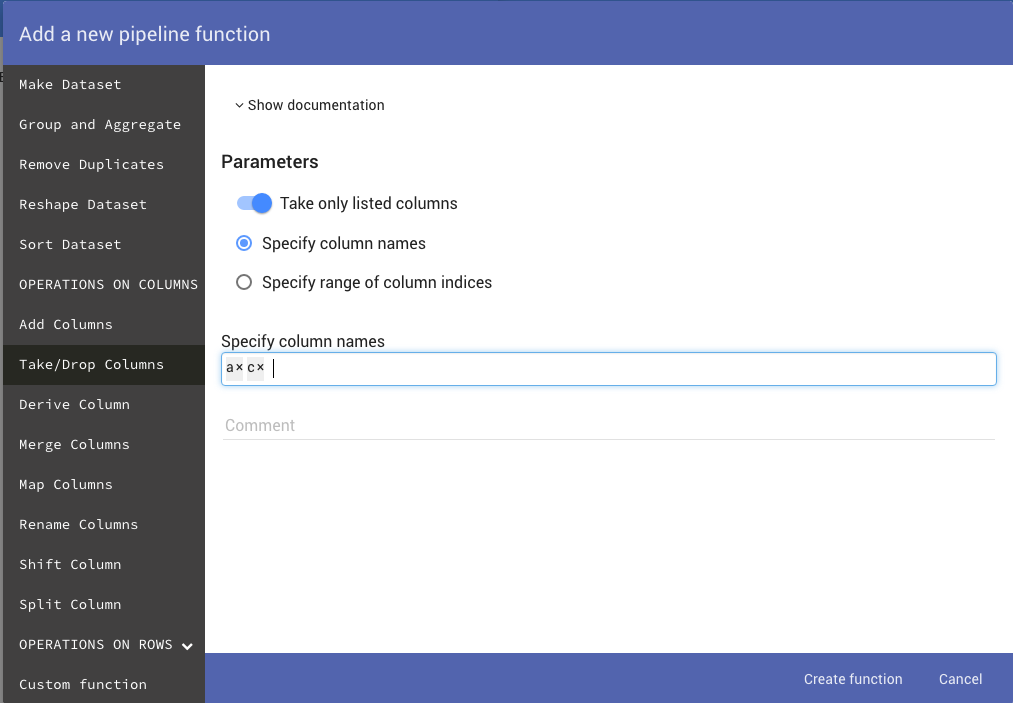 Add a new pipeline function
Make Dataset
Group and Aggregate
Remove Duplicates
Reshape Dataset
Sort Dataset
OPERATIONS ON COLUMNS
Add Columns
Take/Drop Columns
Derive Column
Merge Columns
Map Columns
Rename Columns
Shift Column
Split Column
OPERATIONS ON ROWS
Custom function
Show documentation
Parameters
Take only listed columns
Specify column names
Specify range of column indices
Specify column names
a× c×
Comment
Create function Cancel